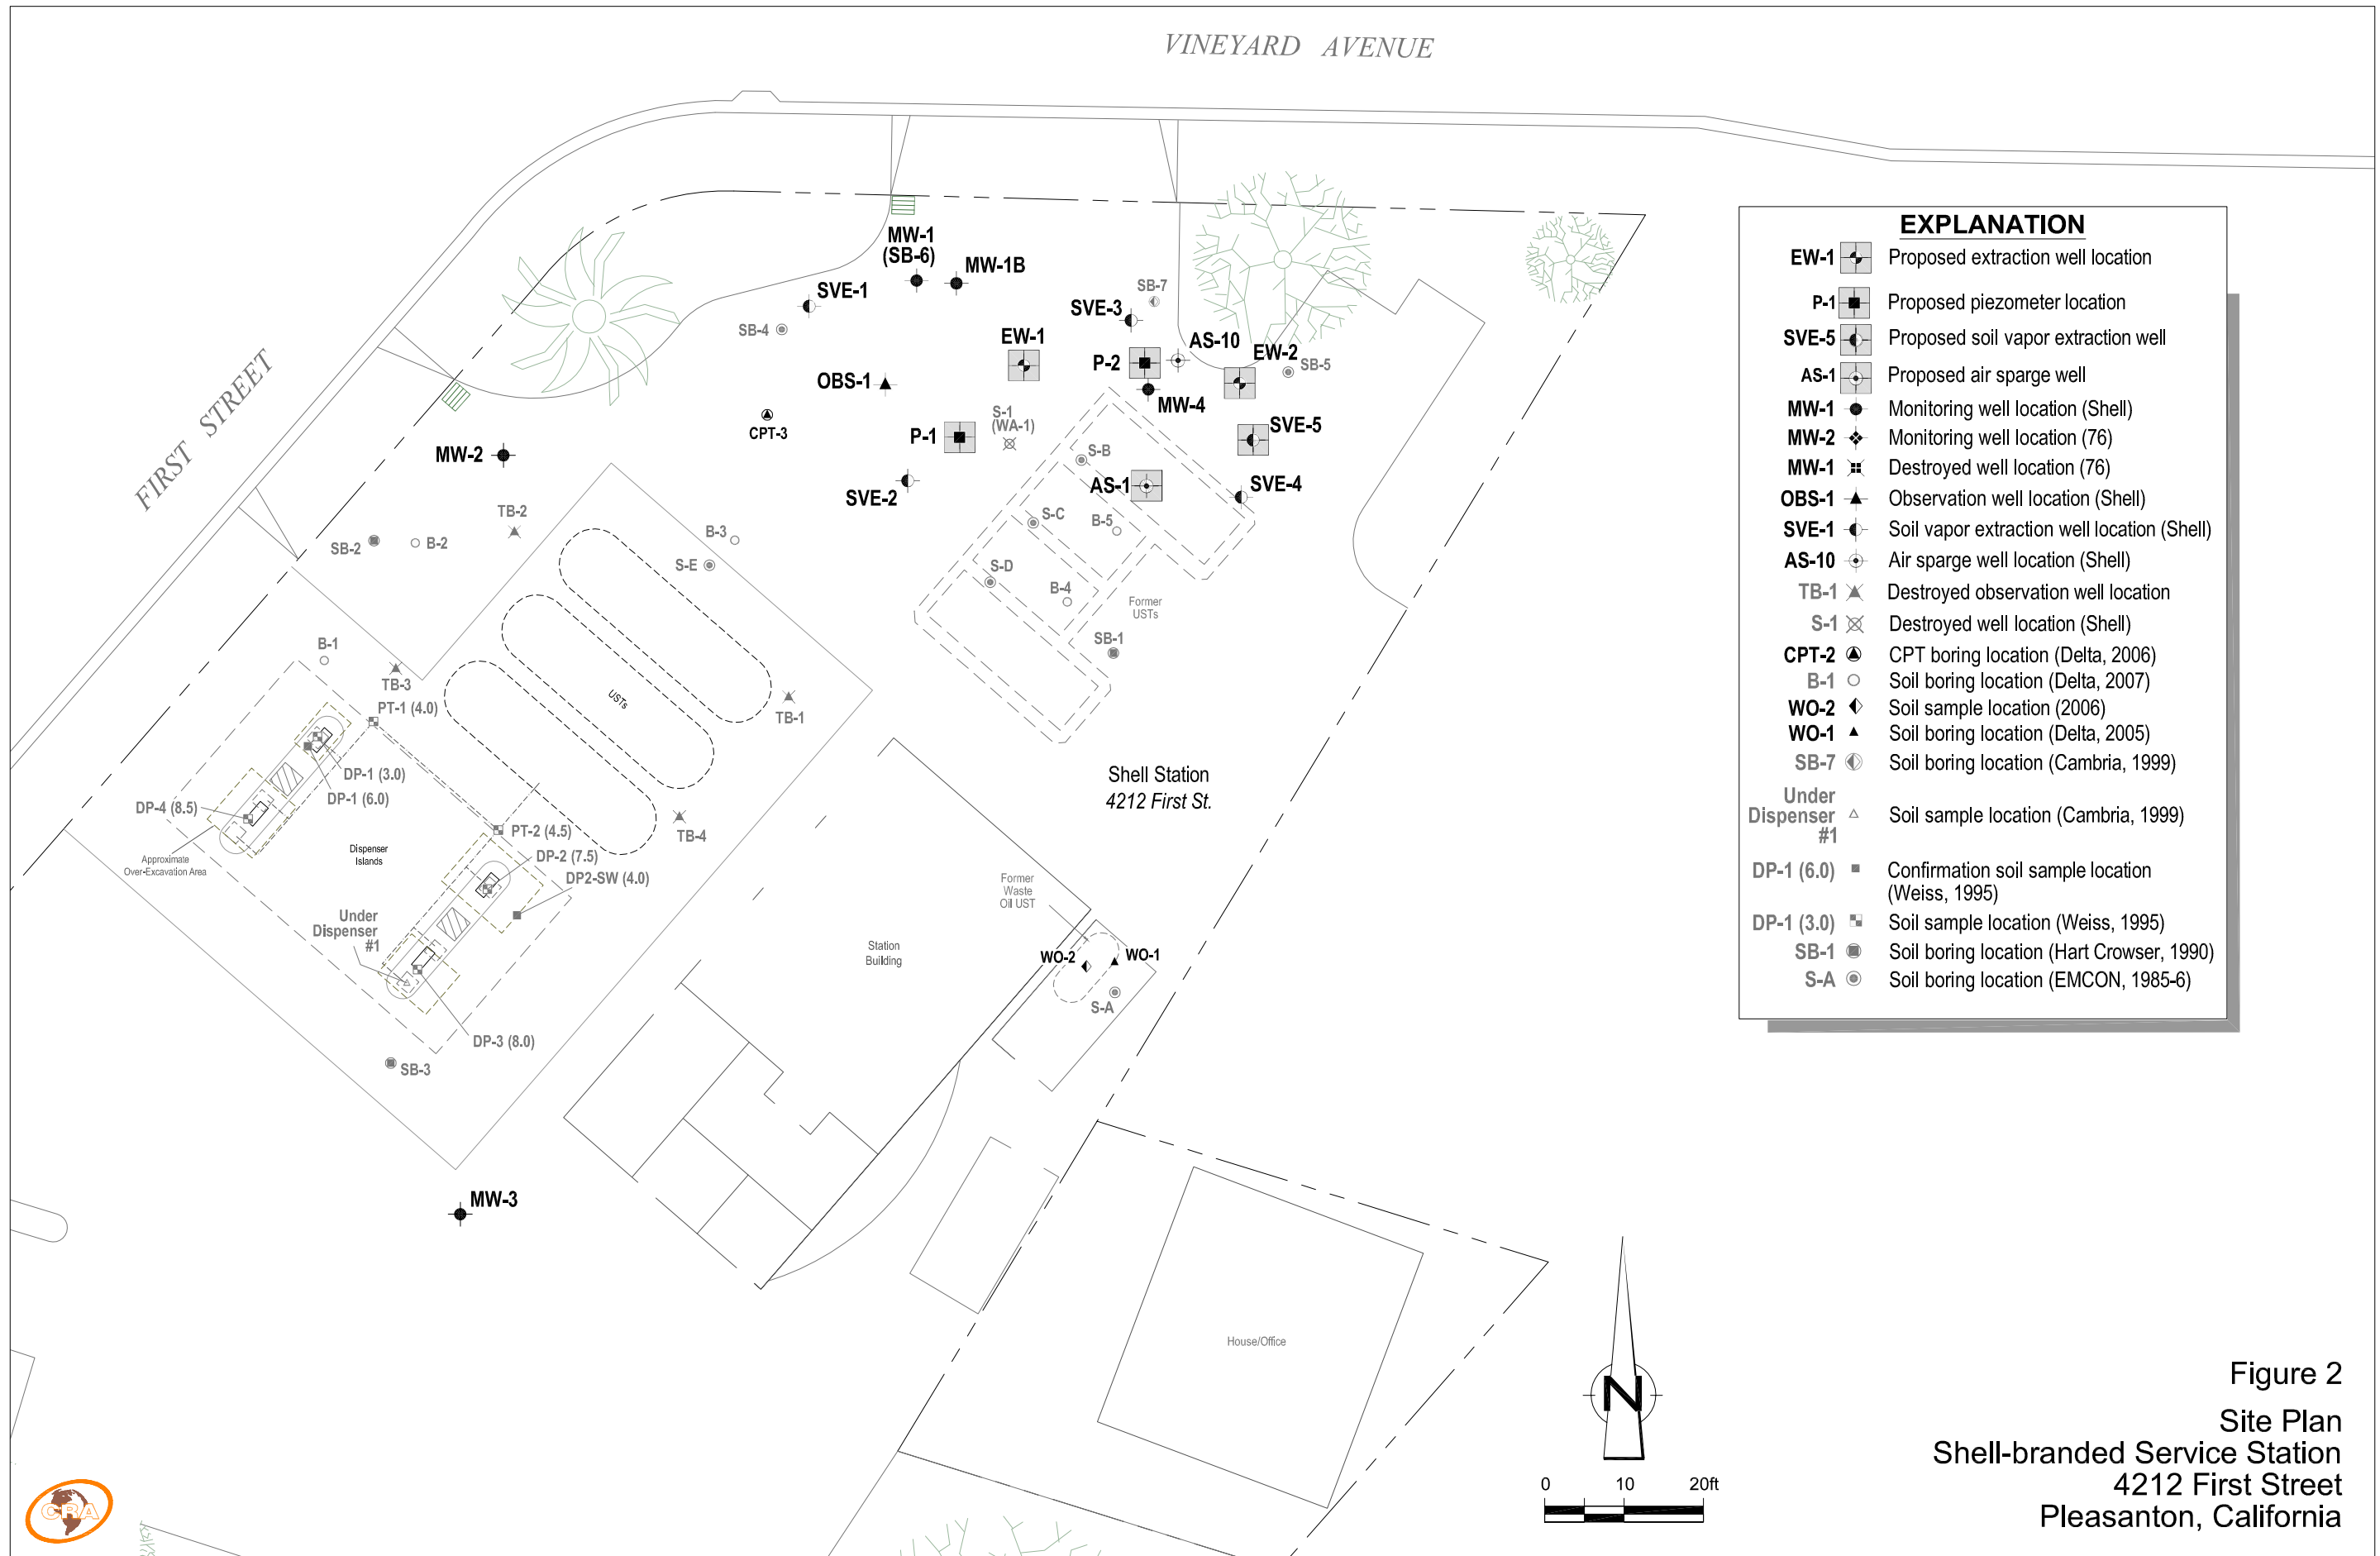 VINEYARD AVENUE
FIRST STREET
MW-1
(SB-6)
MW-1B
SVE-1
SB-4
SB-7
SVE-3
EW-1
AS-10
P-2
EW-2
SB-5
OBS-1
MW-4
CPT-3
S-1
(WA-1)
P-1
SVE-5
MW-2
S-B
SVE-2
AS-1
SVE-4
TB-2
S-C
B-5
SB-2
B-2
B-3
S-E
S-D
B-4
Former
USTs
SB-1
B-1
TB-3
PT-1 (4.0)
USTs
TB-1
DP-1 (3.0)
DP-1 (6.0)
DP-4 (8.5)
Shell Station
4212 First St.
PT-2 (4.5)
TB-4
Approximate
Over-Excavation Area
Dispenser
Islands
DP-2 (7.5)
DP2-SW (4.0)
Former
Waste
Oil UST
Under
Dispenser
#1
Station
Building
WO-2
WO-1
S-A
DP-3 (8.0)
SB-3
MW-3
House/Office
EXPLANATION
EW-1 Proposed extraction well location
P-1 Proposed piezometer location
SVE-5 Proposed soil vapor extraction well
AS-1 Proposed air sparge well
MW-1 Monitoring well location (Shell)
MW-2 Monitoring well location (76)
MW-1 Destroyed well location (76)
OBS-1 Observation well location (Shell)
SVE-1 Soil vapor extraction well location (Shell)
AS-10 Air sparge well location (Shell)
TB-1 Destroyed observation well location
S-1 Destroyed well location (Shell)
CPT-2 CPT boring location (Delta, 2006)
B-1 Soil boring location (Delta, 2007)
WO-2 Soil sample location (2006)
WO-1 Soil boring location (Delta, 2005)
SB-7 Soil boring location (Cambria, 1999)
Under
Dispenser Soil sample location (Cambria, 1999)
#1
DP-1 (6.0) Confirmation soil sample location
(Weiss, 1995)
DP-1 (3.0) Soil sample location (Weiss, 1995)
SB-1 Soil boring location (Hart Crowser, 1990)
S-A Soil boring location (EMCON, 1985-6)
N
0 10 20ft
Figure 2
Site Plan
Shell-branded Service Station
4212 First Street
Pleasanton, California
CRA